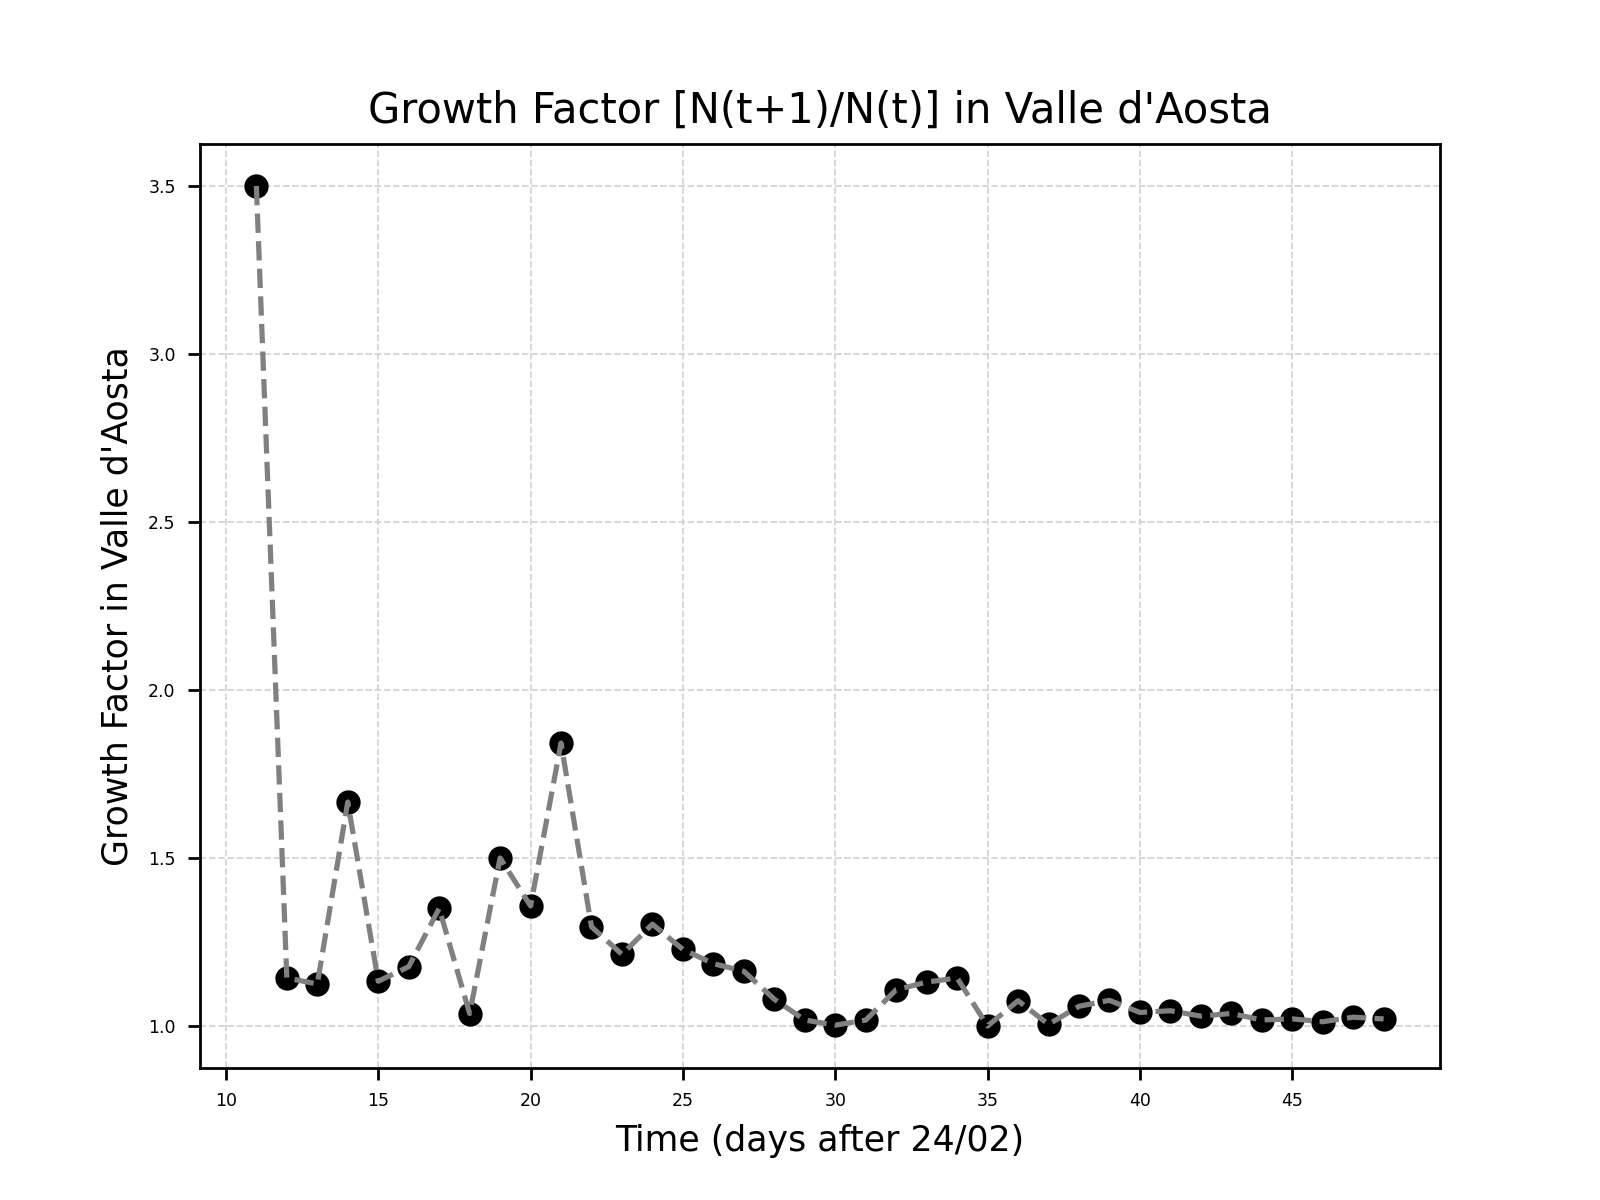 Growth Factor [N(t+1)/N(t)] in Valle d'Aosta
Growth Factor in Valle d'Aosta
3.5
3.0
2.5
2.0
1.5
1.0
10 15 20 25 30 35 40 45
Time (days after 24/02)